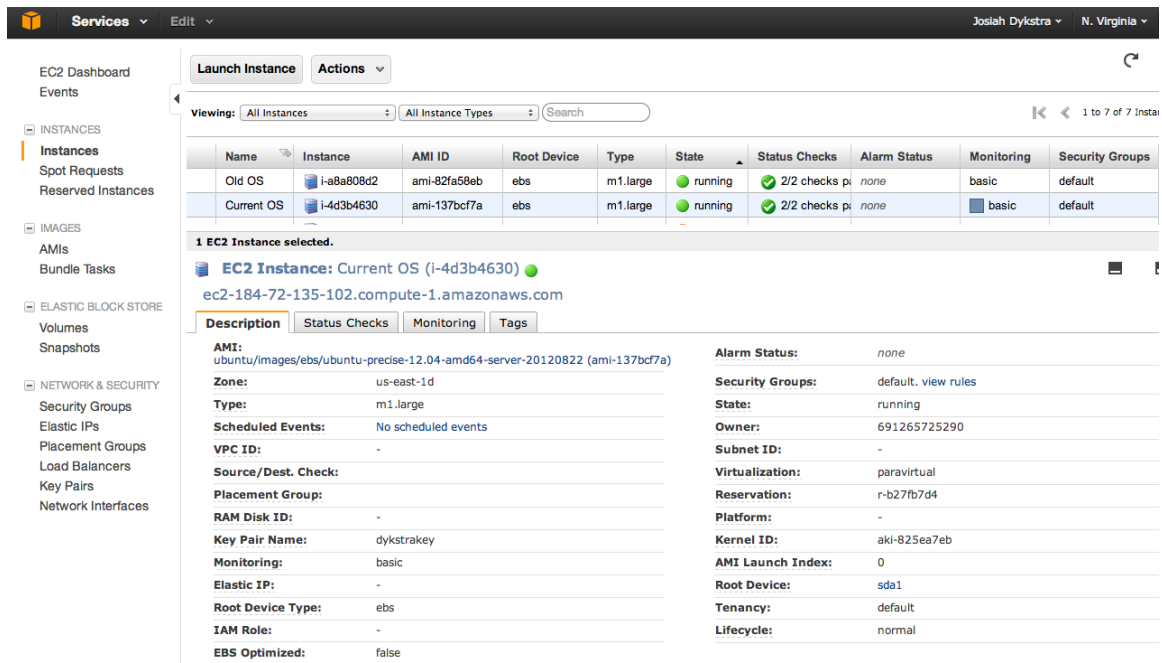 Services Edit Josiah Dykstra N. Virginia
EC2 Dashboard
Events
INSTANCES
Instances
Spot Requests
Reserved Instances
IMAGES
AMIs
Bundle Tasks
ELASTIC BLOCK STORE
Volumes
Snapshots
NETWORK & SECURITY
Security Groups
Elastic IPs
Placement Groups
Load Balancers
Key Pairs
Network Interfaces
Launch Instance Actions
Viewing: All Instances All Instance Types Search 1 to 7 of 7
Name Instance AMI ID Root Device Type State Status Checks Alarm Status Monitoring Security Groups
Old OS i-a8a808d2 ami-82fa58eb ebs m1.large running 2/2 checks none basic default
Current OS i-4d3b4630 ami-137bcf7a ebs m1.large running 2/2 checks none basic default
1 EC2 Instance selected.
EC2 Instance: Current OS (i-4d3b4630)
ec2-184-72-135-102.compute-1.amazonaws.com
Description Status Checks Monitoring Tags
AMI:
ubuntu/images/ebs/ubuntu-precise-12.04-amd64-server-20120822 (ami-137bcf7a)
Alarm Status: none
Zone: us-east-1d Security Groups: default. view rules
Type: m1.large State: running
Scheduled Events: No scheduled events Owner: 691265725290
VPC ID: - Subnet ID: -
Source/Dest. Check: Virtualization: paravirtual
Placement Group: Reservation: r-b27fb7d4
RAM Disk ID: - Platform: -
Key Pair Name: dykstrakey Kernel ID: aki-825ea7eb
Monitoring: basic AMI Launch Index: 0
Elastic IP: - Root Device: sda1
Root Device Type: ebs Tenancy: default
IAM Role: - Lifecycle: normal
EBS Optimized: false